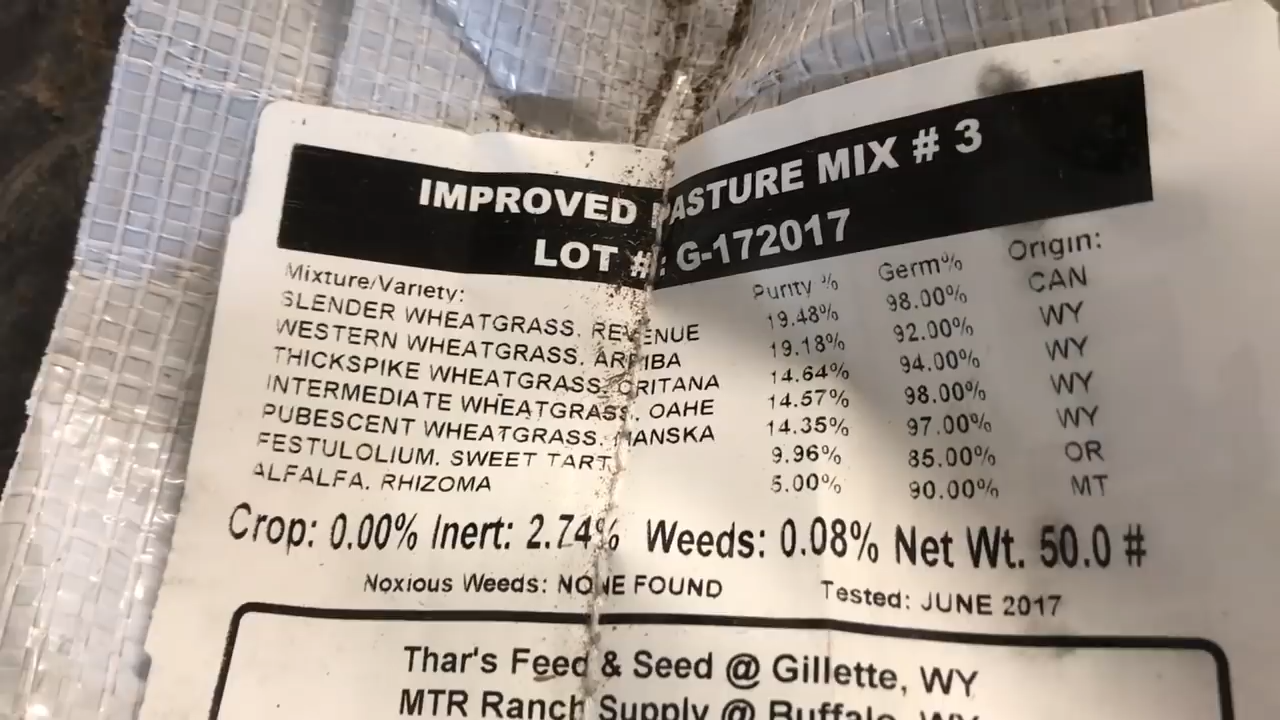 IMPROVED PASTURE MIX # 3
LOT #: G-172017
Mixture/Variety: Purity % Germ% Origin:
SLENDER WHEATGRASS. REVENUE 19.48% 98.00% CAN
WESTERN WHEATGRASS. ARRIBA 19.18% 92.00% WY
THICKSPIKE WHEATGRASS. CRITANA 14.64% 94.00% WY
INTERMEDIATE WHEATGRASS. OAHE 14.57% 98.00% WY
PUBESCENT WHEATGRASS. MANSKA 14.35% 97.00% WY
FESTULOLIUM. SWEET TART 9.96% 85.00% OR
ALFALFA. RHIZOMA 5.00% 90.00% MT
Crop: 0.00% Inert: 2.74% Weeds: 0.08% Net Wt. 50.0 #
Noxious Weeds: NONE FOUND Tested: JUNE 2017
Thar's Feed & Seed @ Gillette, WY
MTR Ranch Supply @ Buffalo, WY